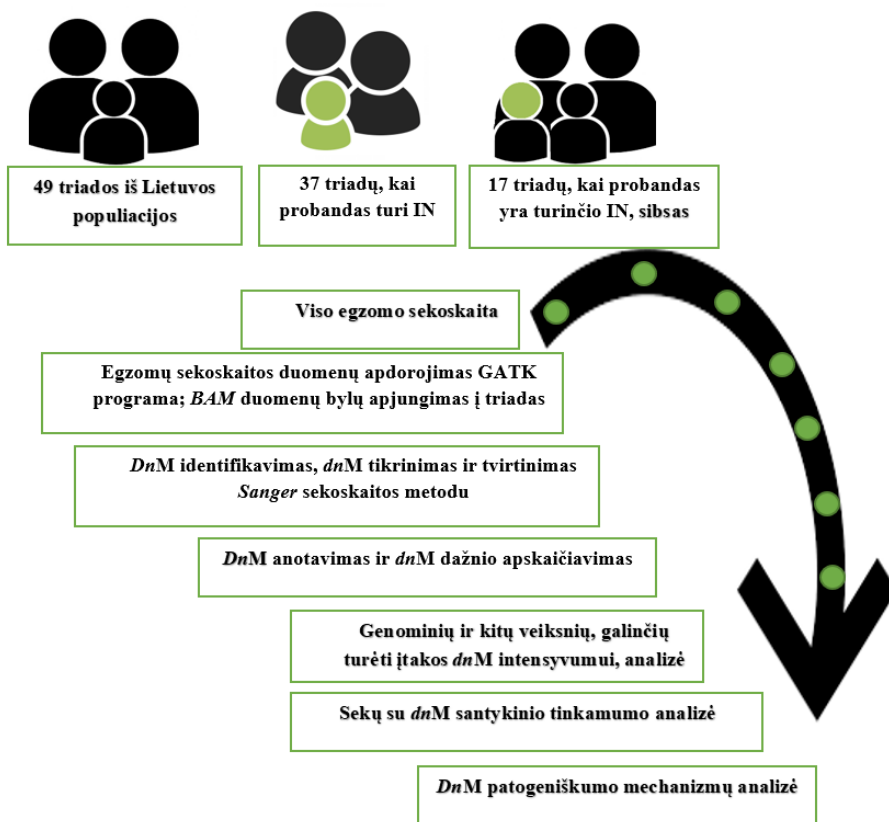 49 triados iš Lietuvos
populiacijos
37 triadų, kai
probandas turi IN
17 triadų, kai probandas
yra turinčio IN, sibsas
Viso egzomo sekoskaita
Egzomų sekoskaitos duomenų apdorojimas GATK
programa; BAM duomenų bylų apjungimas į triadas
DnM identifikavimas, dnM tikrinimas ir tvirtinimas
Sanger sekoskaitos metodu
DnM anotavimas ir dnM dažnio apskaičiavimas
Genominių ir kitų veiksnių, galinčių
turėti įtakos dnM intensyvumui, analizė
Sekų su dnM santykinio tinkamumo analizė
DnM patogeniškumo mechanizmų analizė